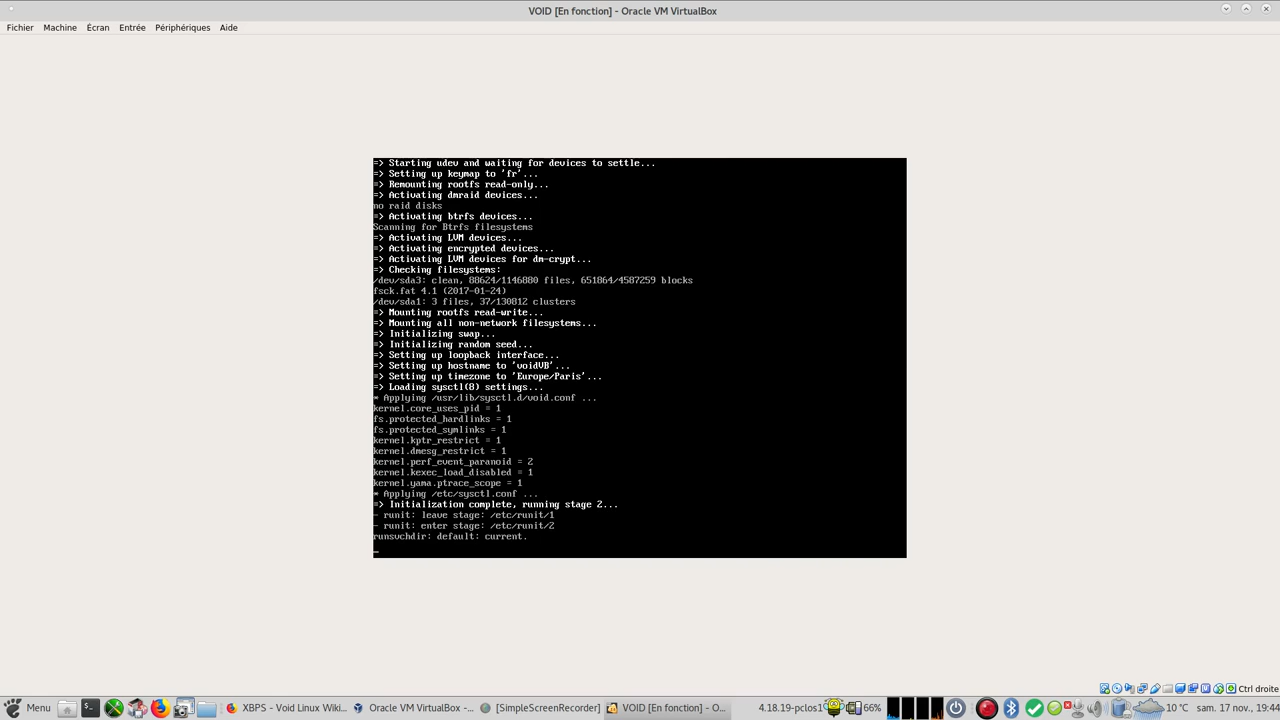 VOID [En fonction] - Oracle VM VirtualBox
Fichier Machine Écran Entrée Périphériques Aide
=> Starting udev and waiting for devices to settle...
=> Setting up keymap to 'fr'...
=> Remounting rootfs read-only...
=> Activating dmraid devices...
no raid disks
=> Activating btrfs devices...
Scanning for Btrfs filesystems
=> Activating LVM devices...
=> Activating encrypted devices...
=> Activating LVM devices for dm-crypt...
=> Checking filesystems:
/dev/sda3: clean, 88624/1146880 files, 651864/4587259 blocks
fsck.fat 4.1 (2017-01-24)
/dev/sda1: 3 files, 37/130812 clusters
=> Mounting rootfs read-write...
=> Mounting all non-network filesystems...
=> Initializing swap...
=> Initializing random seed...
=> Setting up loopback interface...
=> Setting up hostname to 'voidVB'...
=> Setting up timezone to 'Europe/Paris'...
=> Loading sysctl(8) settings...
* Applying /usr/lib/sysctl.d/void.conf ...
kernel.core_uses_pid = 1
fs.protected_hardlinks = 1
fs.protected_symlinks = 1
kernel.kptr_restrict = 1
kernel.dmesg_restrict = 1
kernel.perf_event_paranoid = 2
kernel.kexec_load_disabled = 1
kernel.yama.ptrace_scope = 1
* Applying /etc/sysctl.conf ...
=> Initialization complete, running stage 2...
- runit: leave stage: /etc/runit/1
- runit: enter stage: /etc/runit/2
runsvchdir: default: current.
Ctrl droite
Menu XBPS - Void Linux Wiki... Oracle VM VirtualBox -... [SimpleScreenRecorder] VOID [En fonction] - O... 4.18.19-pclos1 66% 10 °C sam. 17 nov., 19:44